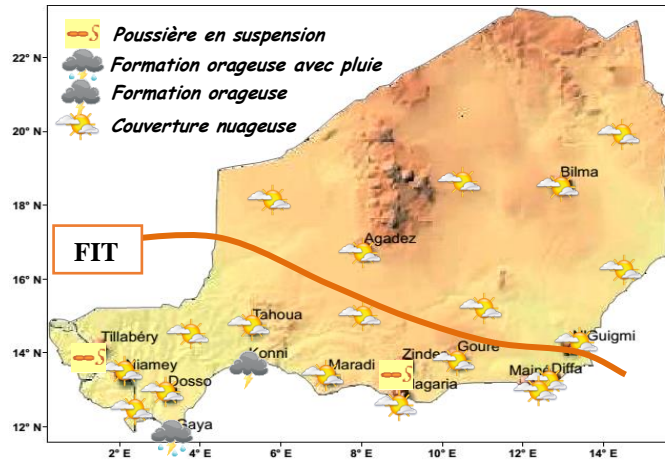 Poussière en suspension
Formation orageuse avec pluie
Formation orageuse
Couverture nuageuse
22° N
20° N
18° N
16° N
14° N
12° N
FIT
Bilma
Agadez
Tahoua
Tillabéry
N'Guigmi
Konni
Gouré
Zinder
Niamey
Maradi
Diffa
Dosso
Magaria
Gaya
2° E
4° E
6° E
8° E
10° E
12° E
14° E